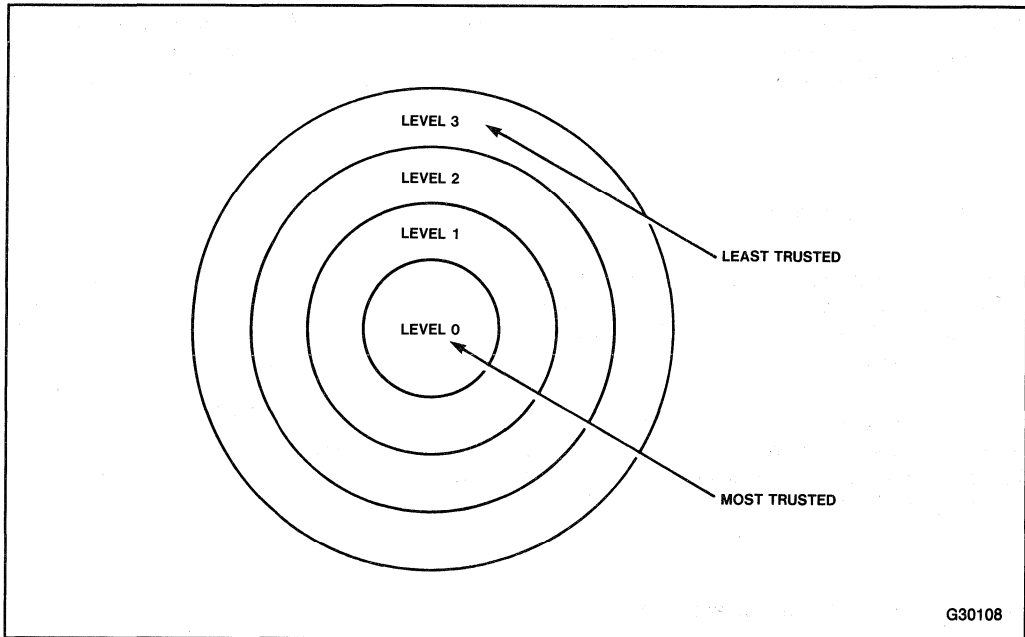 LEVEL 3
LEVEL 2
LEVEL 1
LEVEL 0
LEAST TRUSTED
MOST TRUSTED
G30108